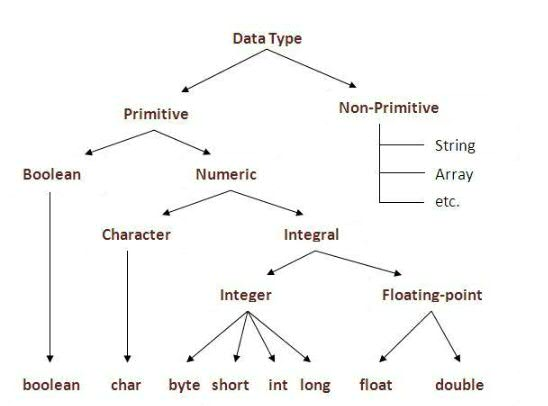 Data Type
Primitive
Non-Primitive
String
Array
etc.
Boolean
Numeric
Character
Integral
Integer
Floating-point
boolean
char
byte
short
int
long
float
double